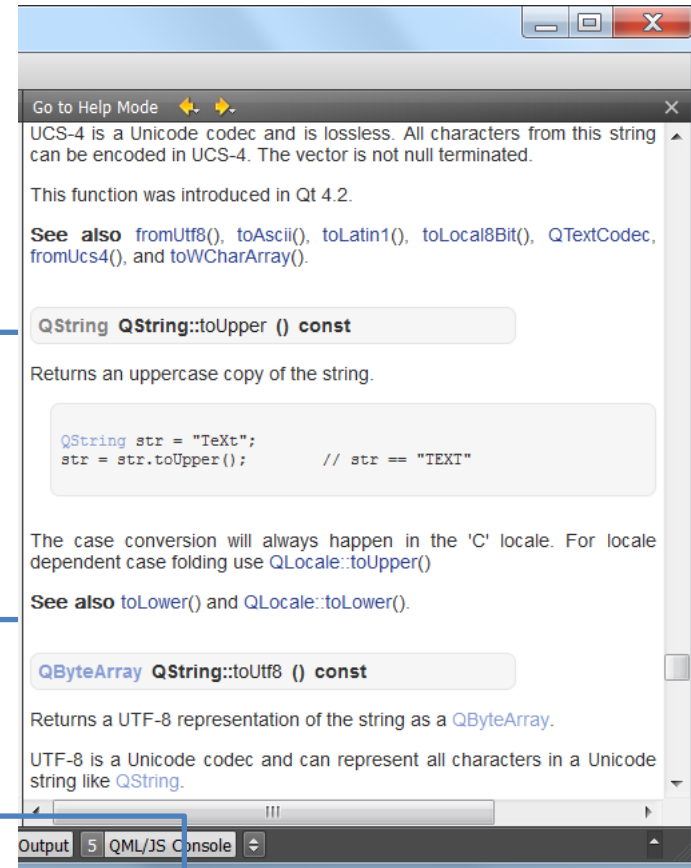 Go to Help Mode
UCS-4 is a Unicode codec and is lossless. All characters from this string
can be encoded in UCS-4. The vector is not null terminated.
This function was introduced in Qt 4.2.
See also fromUtf8(), toAscii(), toLatin1(), toLocal8Bit(), QTextCodec,
fromUcs4(), and toWCharArray().
QString QString::toUpper () const
Returns an uppercase copy of the string.
QString str = "TeXt";
str = str.toUpper(); // str == "TEXT"
The case conversion will always happen in the 'C' locale. For locale
dependent case folding use QLocale::toUpper()
See also toLower() and QLocale::toLower().
QByteArray QString::toUtf8 () const
Returns a UTF-8 representation of the string as a QByteArray.
UTF-8 is a Unicode codec and can represent all characters in a Unicode
string like QString.
Output 5 QML/JS Console